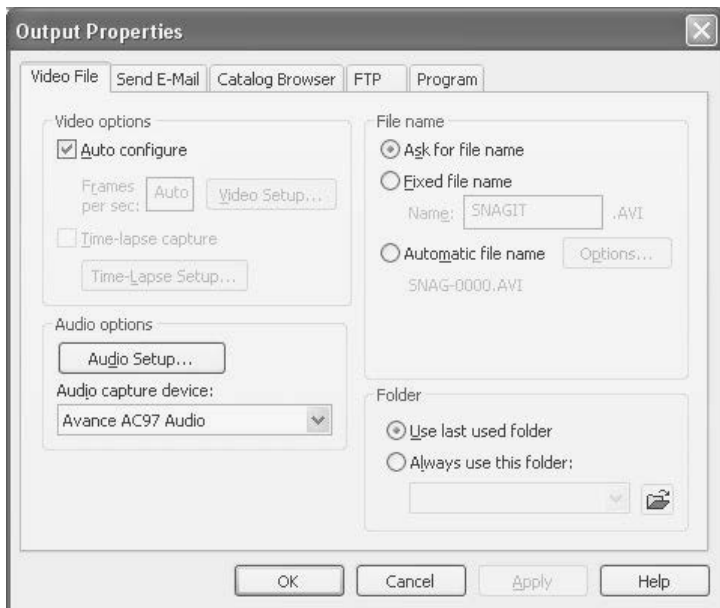 Output Properties
Video File Send E-Mail Catalog Browser FTP Program
Video options
Auto configure
Frames per sec: Auto Video Setup...
Time-lapse capture
Time-Lapse Setup...
Audio options
Audio Setup...
Audio capture device:
Avance AC97 Audio
File name
Ask for file name
Fixed file name
Name: SNAGIT .AVI
Automatic file name Options...
SNAG-0000.AVI
Folder
Use last used folder
Always use this folder:
OK Cancel Apply Help